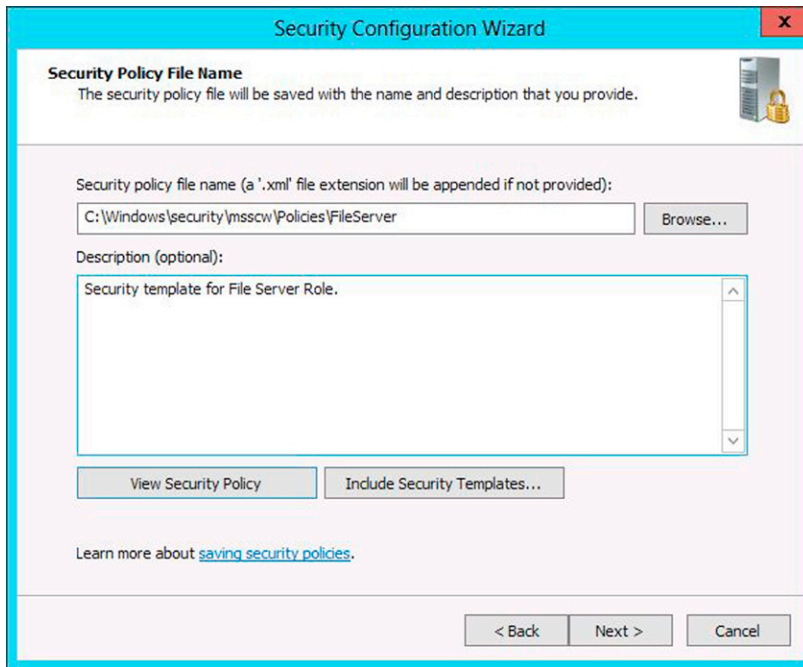 Security Configuration Wizard
x
Security Policy File Name
The security policy file will be saved with the name and description that you provide.
Security policy file name (a '.xml' file extension will be appended if not provided):
C:\Windows\security\msscw\Policies\FileServer
Browse...
Description (optional):
Security template for File Server Role.
View Security Policy
Include Security Templates...
Learn more about saving security policies.
< Back
Next >
Cancel